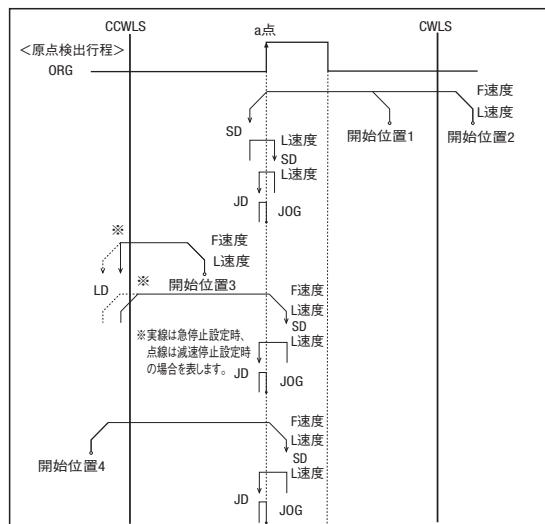 CCWLS
a点
CWLS
<原点検出行程>
ORG
F速度
L速度
SD
開始位置1
開始位置2
L速度
SD
L速度
JD
JOG
※
F速度
L速度
LD
※
開始位置3
F速度
L速度
SD
※実線は急停止設定時、
点線は減速停止設定時
の場合を表します。
L速度
JD
JOG
F速度
L速度
SD
開始位置4
L速度
JD
JOG